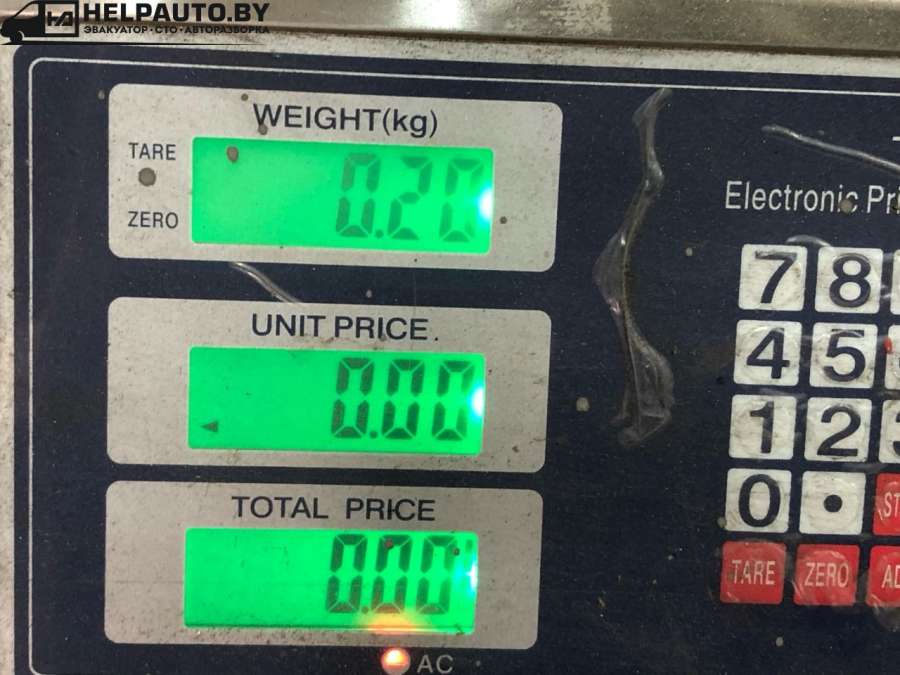 HELPAUTO.BY
ЭВАКУАТОР · СТО · АВТОРАЗБОРКА
WEIGHT(kg)
TARE
0.20
ZERO
Electronic
7 8
UNIT PRICE
0.00
4 5
1 2
TOTAL PRICE
0 .
0.00
TARE ZERO
AC